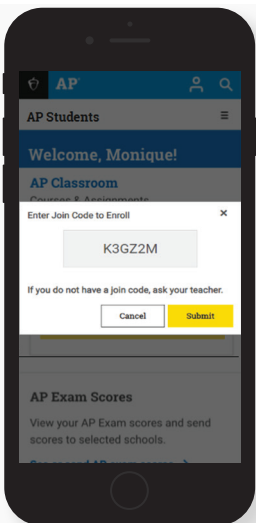 AP
AP Students
Welcome, Monique!
AP Classroom
Courses & Assignments
Enter Join Code to Enroll
K3GZ2M
If you do not have a join code, ask your teacher.
Cancel Submit
AP Exam Scores
View your AP Exam scores and send
scores to selected schools.